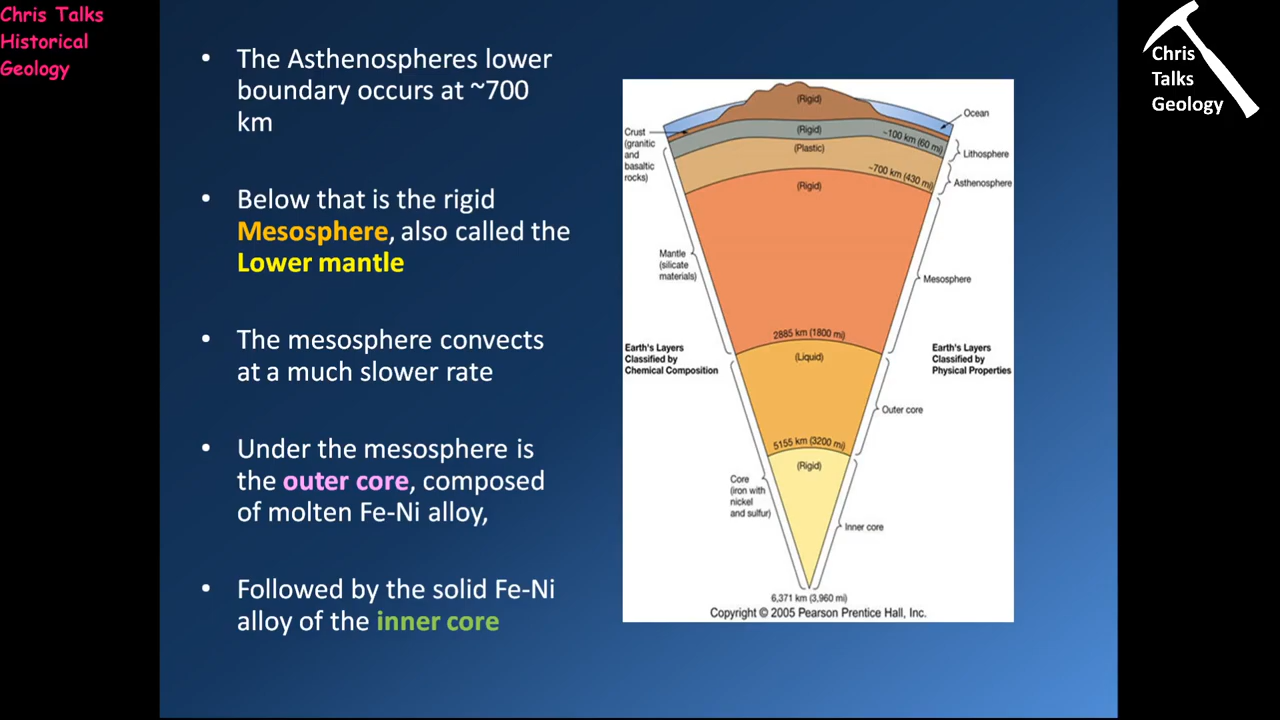 Chris Talks
Historical
Geology
Chris
Talks
Geology
• The Asthenospheres lower
boundary occurs at ~700
km
• Below that is the rigid
Mesosphere, also called the
Lower mantle
• The mesosphere convects
at a much slower rate
• Under the mesosphere is
the outer core, composed
of molten Fe-Ni alloy,
• Followed by the solid Fe-Ni
alloy of the inner core
(Rigid)
Ocean
Crust
(granitic
and
basaltic
rocks)
(Rigid)
~100 km (60 mi)
(Plastic)
Lithosphere
~700 km (430 mi)
Asthenosphere
(Rigid)
Mantle
(silicate
materials)
Mesosphere
2885 km (1800 mi)
Earth's Layers
Classified by
Chemical Composition
(Liquid)
Earth's Layers
Classified by
Physical Properties
Outer core
5155 km (3200 mi)
(Rigid)
Core
(iron with
nickel
and sulfur)
Inner core
6,371 km (3,960 mi)
Copyright © 2005 Pearson Prentice Hall, Inc.